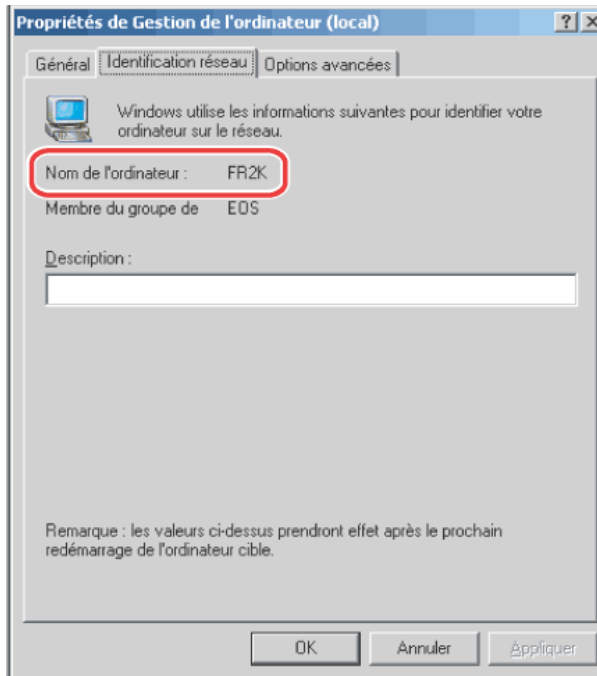 Propriétés de Gestion de l'ordinateur (local)
Général Identification réseau Options avancées
Windows utilise les informations suivantes pour identifier votre
ordinateur sur le réseau.
Nom de l'ordinateur : FR2K
Membre du groupe de EOS
Description :
Remarque : les valeurs ci-dessus prendront effet après le prochain
redémarrage de l'ordinateur cible.
OK Annuler Appliquer